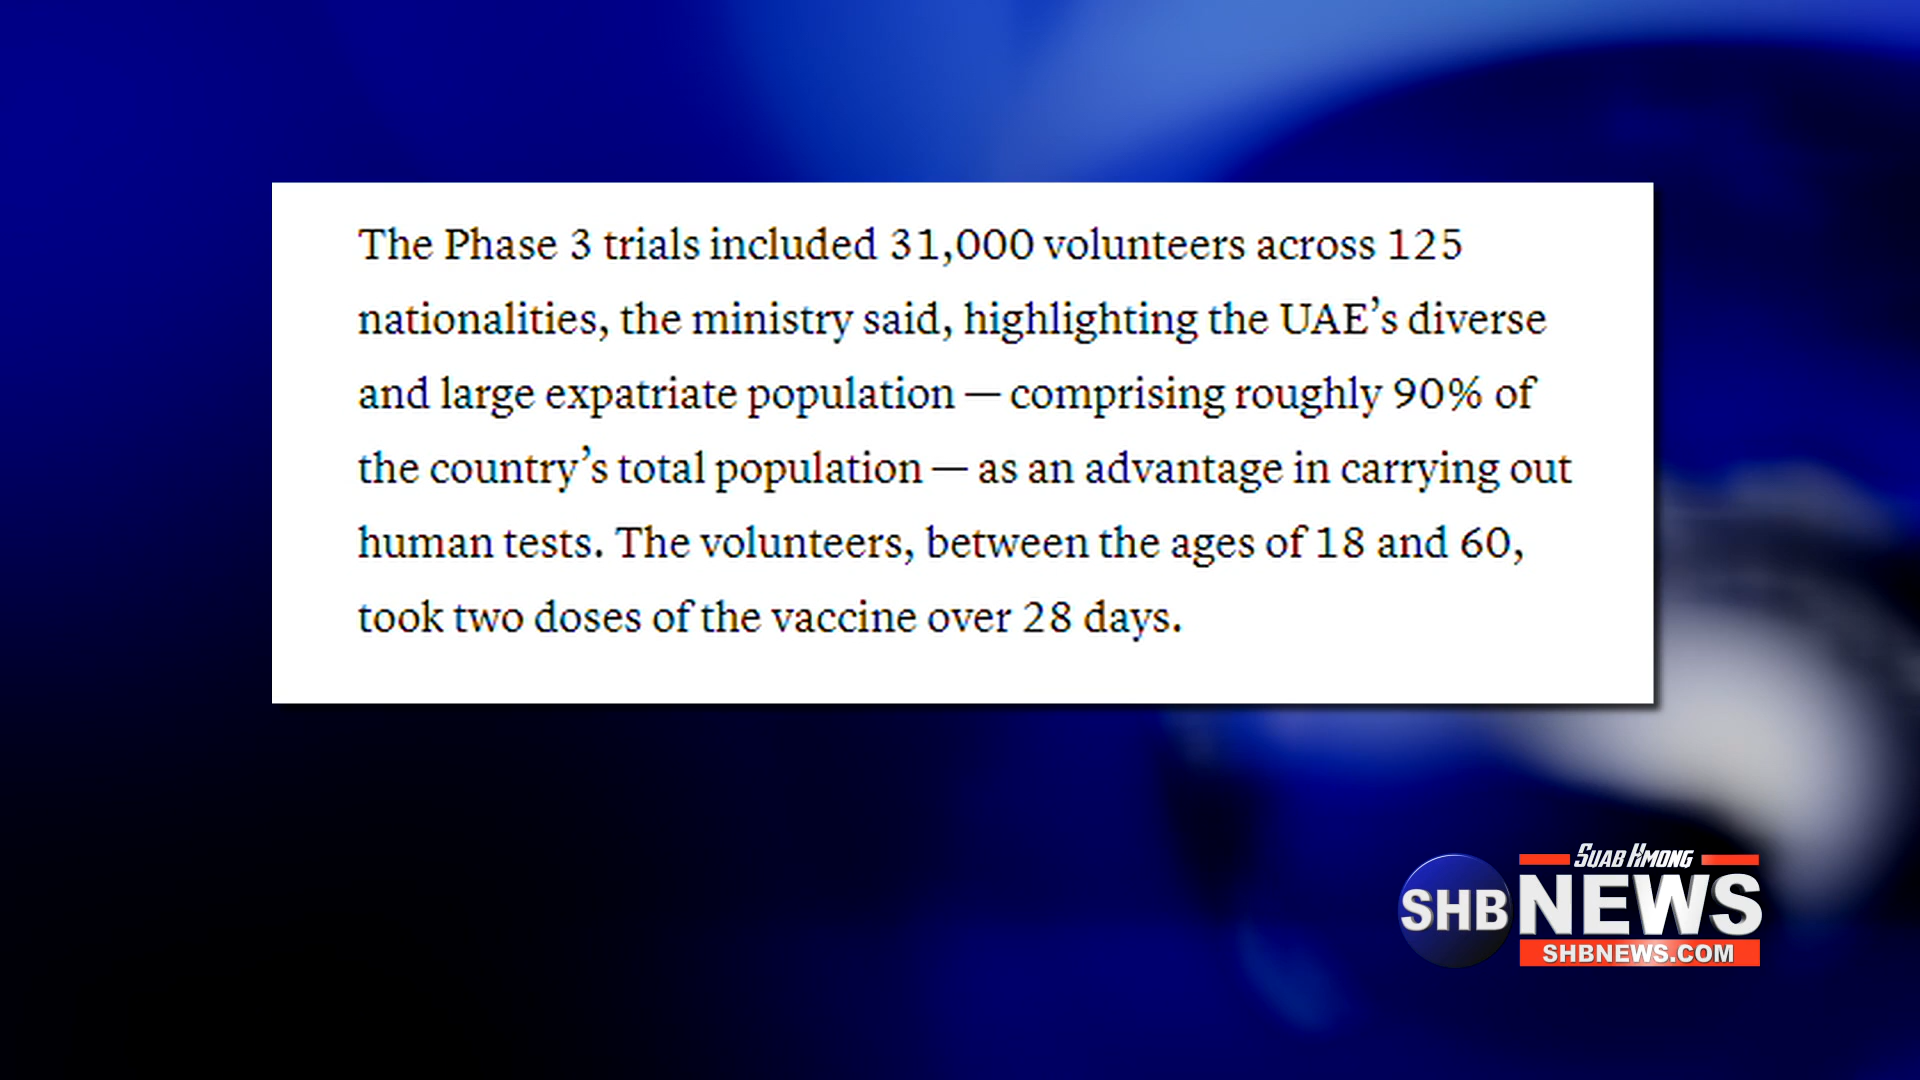 The Phase 3 trials included 31,000 volunteers across 125
nationalities, the ministry said, highlighting the UAE’s diverse
and large expatriate population — comprising roughly 90% of
the country’s total population — as an advantage in carrying out
human tests. The volunteers, between the ages of 18 and 60,
took two doses of the vaccine over 28 days.
SUAB HMONG
SHB NEWS
SHBNEWS.COM